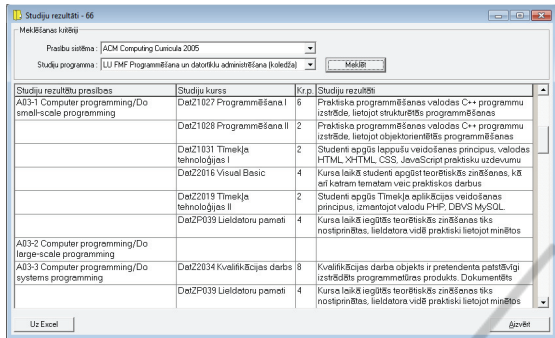 Studiju rezultāti - 66
Meklēšanas kritēriji
Prasību sistēma : ACM Computing Curicula 2005
Studiju programma : LU FMF Programmēšana un datortīklu administrēšana (koledža) Meklēt
Studiju rezultātu prasības Studiju kurss Kr.p. Studiju rezultāti
A03-1 Computer programming/Do DatZ1027 Programmēšana I 6 Praktiska programmēšanas valodas C++ programmu
small-scale programming izstrāde, lietojot strukturētās programmēšanas
DatZ1028 Programmēšana II 2 Praktiska programmēšanas valodas C++ programmu
izstrāde, lietojot objektorientētās programmēšanas
DatZ1031 Tīmekļa 2 Studenti apgūs lappušu veidošanas principus, valodas
tehnoloģijas I HTML, XHTML, CSS, JavaScript praktisku uzdevumu
DatZ2016 Visual Basic 4 Kursa laikā studenti apgūst teorētiskās zināšanas, kā
arī katram tematam veic praktiskos darbus
DatZ2019 Tīmekļa 2 Studenti apgūs Tīmekļa aplikācijas veidošanas
tehnoloģijas II principus, izmantojot valodu PHP, DBVS MySQL.
DatZP039 Lieldatoru pamati 4 Kursa laikā iegūtās teorētiskās zināšanas tiks
nostiprinātas, lieldatora vidē praktiski lietojot minētos
A03-2 Computer programming/Do
large-scale programming
A03-3 Computer programming/Do DatZ2034 Kvalifikācijas darbs 8 Kvalifikācijas darba objekts ir pretendenta patstāvīgi
systems programming izstrādāts programmatūras produkts. Dokumentēts
DatZP039 Lieldatoru pamati 4 Kursa laikā iegūtās teorētiskās zināšanas tiks
nostiprinātas, lieldatora vidē praktiski lietojot minētos
Uz Excel Aizvērt